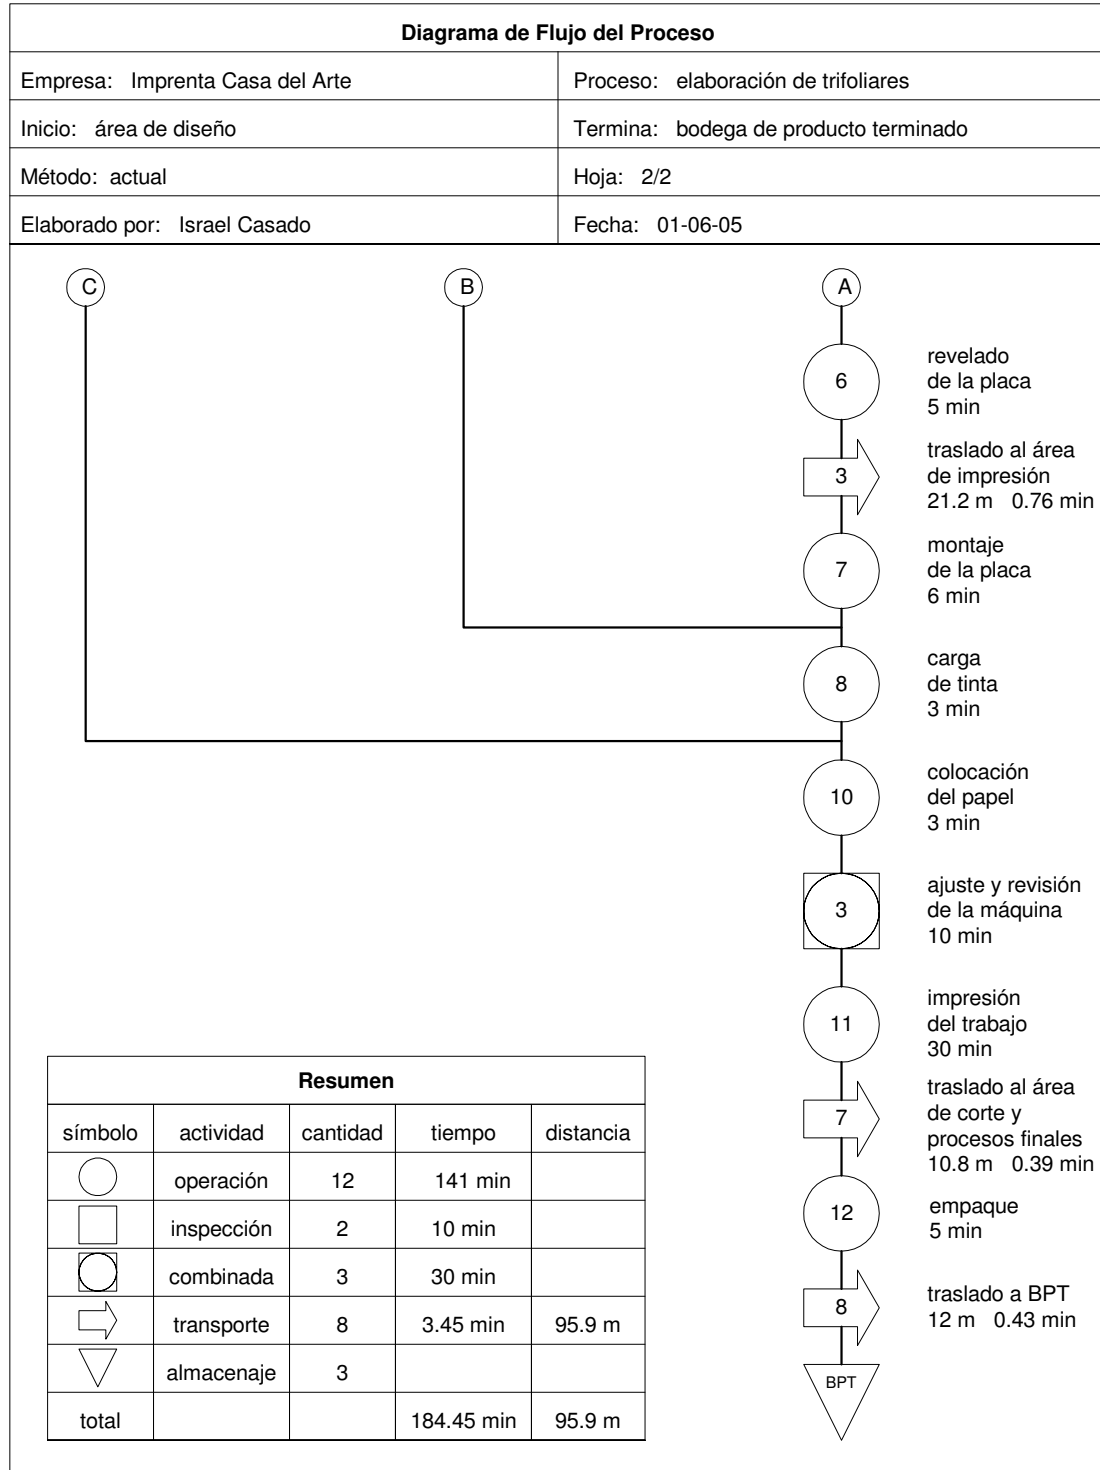 Diagrama de Flujo del Proceso
Empresa: Imprenta Casa del Arte
Proceso: elaboración de trifoliares
Inicio: área de diseño
Termina: bodega de producto terminado
Método: actual
Hoja: 2/2
Elaborado por: Israel Casado
Fecha: 01-06-05
C
B
A
6
revelado
de la placa
5 min
3
traslado al área
de impresión
21.2 m 0.76 min
7
montaje
de la placa
6 min
8
carga
de tinta
3 min
10
colocación
del papel
3 min
3
ajuste y revisión
de la máquina
10 min
11
impresión
del trabajo
30 min
7
traslado al área
de corte y
procesos finales
10.8 m 0.39 min
12
empaque
5 min
8
traslado a BPT
12 m 0.43 min
BPT
Resumen
símbolo actividad cantidad tiempo distancia
operación 12 141 min
inspección 2 10 min
combinada 3 30 min
transporte 8 3.45 min 95.9 m
almacenaje 3
total 184.45 min 95.9 m